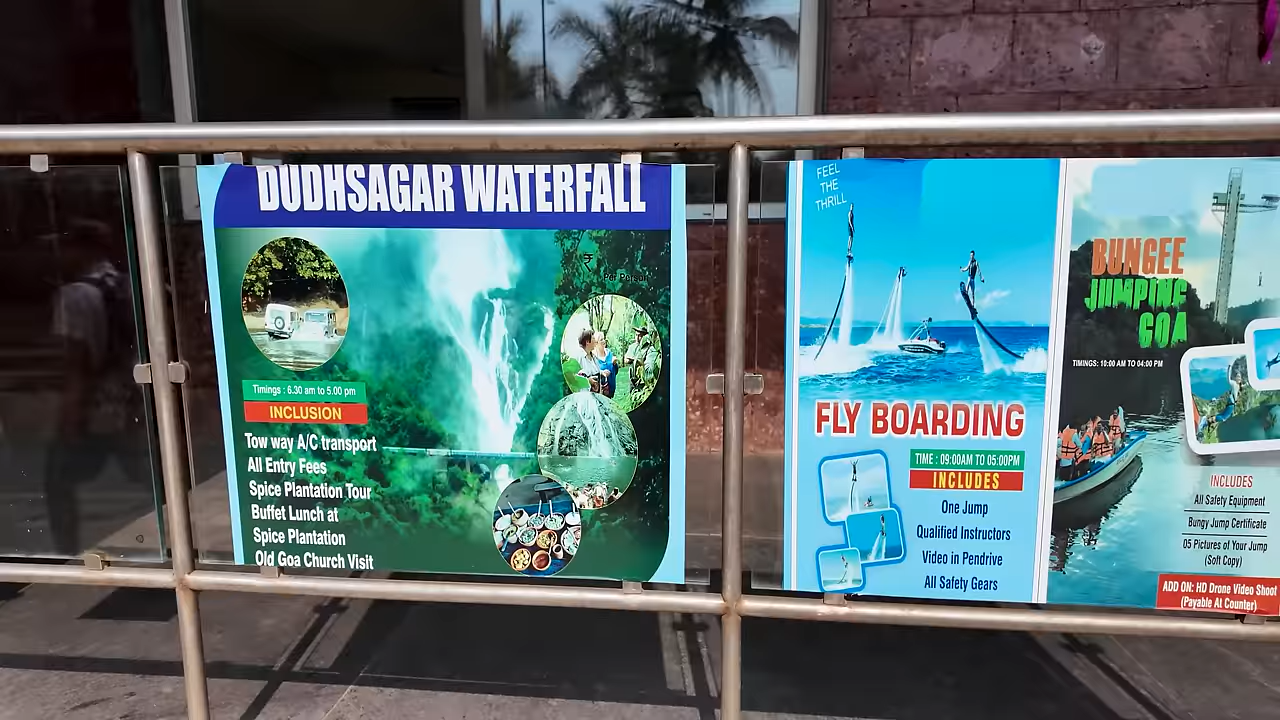 DUDHSAGAR WATERFALL
₹
Per Person
Timings : 6.30 am to 5.00 pm
INCLUSION
Tow way A/C transport
All Entry Fees
Spice Plantation Tour
Buffet Lunch at
Spice Plantation
Old Goa Church Visit
FEEL
THE
THRILL
FLY BOARDING
TIME : 09:00AM TO 05:00PM
INCLUDES
One Jump
Qualified Instructors
Video in Pendrive
All Safety Gears
BUNGEE
JUMPING
GOA
TIMINGS: 10:00 AM TO 04:00 PM
INCLUDES
All Safety Equipment
Bungy Jump Certificate
05 Pictures of Your Jump
(Soft Copy)
ADD ON: HD Drone Video Shoot
(Payable At Counter)